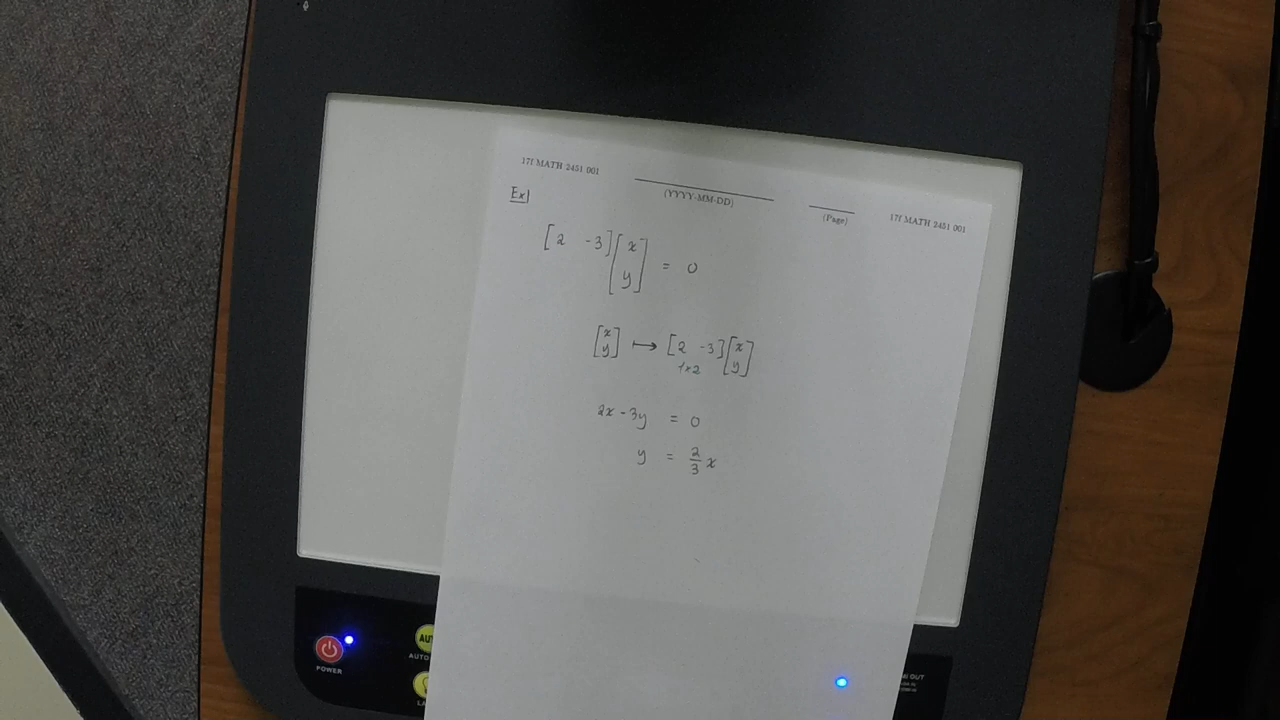 17f MATH 2451 001
(YYYY-MM-DD)
(Page)
17f MATH 2451 001
Ex
[2 -3][x y] = 0
[x y] ↦ [2 -3][x y]
1×2
2x - 3y = 0
y = 2/3 x
POWER